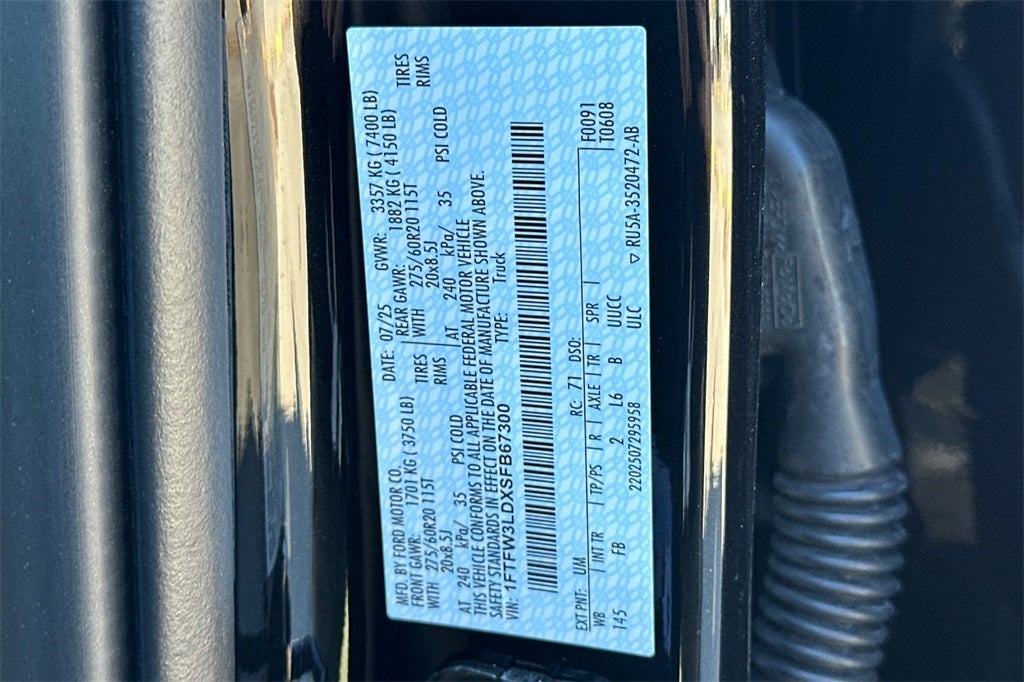 MFD. BY FORD MOTOR CO.
DATE: 07/25 GVWR: 3357 KG ( 7400 LB)
FRONT GAWR: 1701 KG ( 3750 LB) REAR GAWR: 1882 KG ( 4150 LB)
WITH 275/60R20 115T TIRES WITH 275/60R20 115T TIRES
20x8.5J RIMS 20x8.5J RIMS
AT 240 kPa/ 35 PSI COLD AT 240 kPa/ 35 PSI COLD
THIS VEHICLE CONFORMS TO ALL APPLICABLE FEDERAL MOTOR VEHICLE
SAFETY STANDARDS IN EFFECT ON THE DATE OF MANUFACTURE SHOWN ABOVE.
VIN: 1FTFW3LDXSFB67300 TYPE: Truck
EXT PNT: UM RC: 71 DSO: F0091
WB INT TR TP/PS R AXLE TR SPR T0608
145 FB 2 L6 B UUCC
2202507295958 ULC
▽ RU5A-3520472-AB